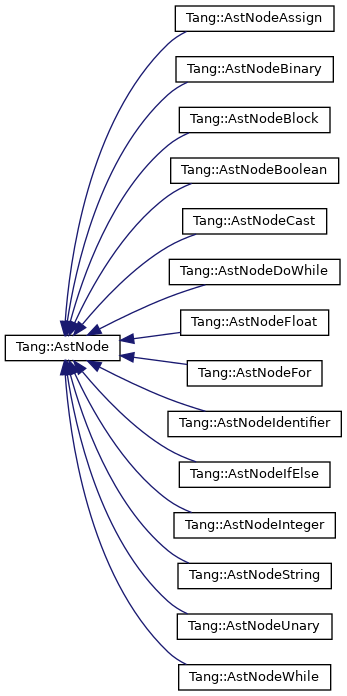 Tang::AstNodeAssign
Tang::AstNodeBinary
Tang::AstNodeBlock
Tang::AstNodeBoolean
Tang::AstNodeCast
Tang::AstNodeDoWhile
Tang::AstNodeFloat
Tang::AstNode
Tang::AstNodeFor
Tang::AstNodeIdentifier
Tang::AstNodeIfElse
Tang::AstNodeInteger
Tang::AstNodeString
Tang::AstNodeUnary
Tang::AstNodeWhile